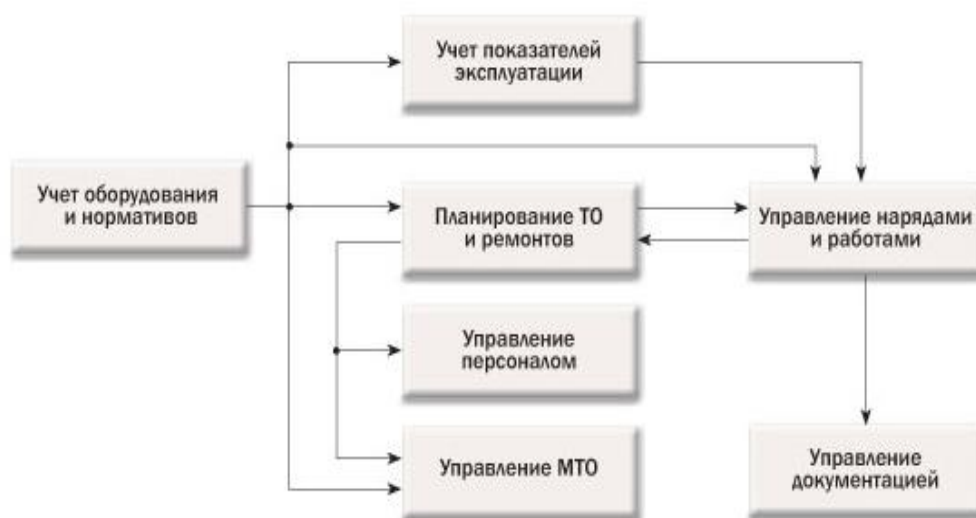 Учет показателей
эксплуатации
Учет оборудования
и нормативов
Планирование ТО
и ремонтов
Управление нарядами
и работами
Управление
персоналом
Управление МТО
Управление
документацией